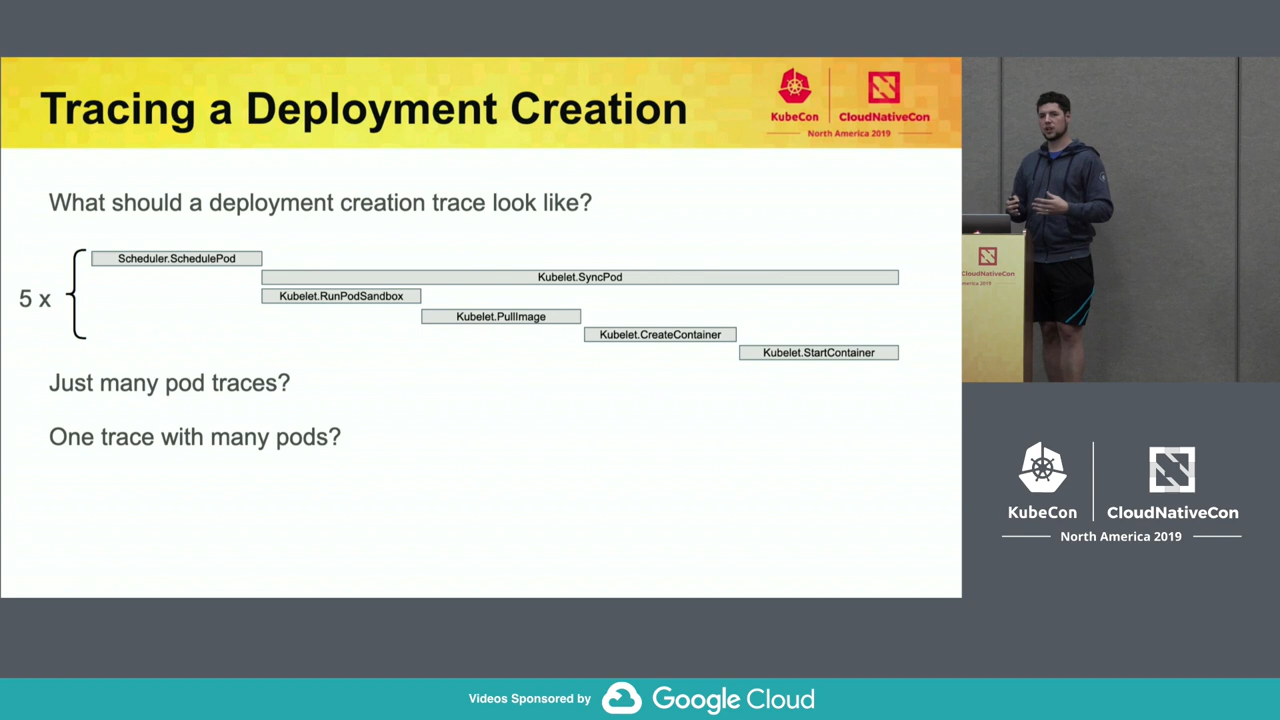 Tracing a Deployment Creation
KubeCon
CloudNativeCon
North America 2019
What should a deployment creation trace look like?
5 x
Scheduler.SchedulePod
Kubelet.SyncPod
Kubelet.RunPodSandbox
Kubelet.PullImage
Kubelet.CreateContainer
Kubelet.StartContainer
Just many pod traces?
One trace with many pods?
CloudNativeCon
KubeCon
CloudNativeCon
North America 2019
Videos Sponsored by
Google Cloud